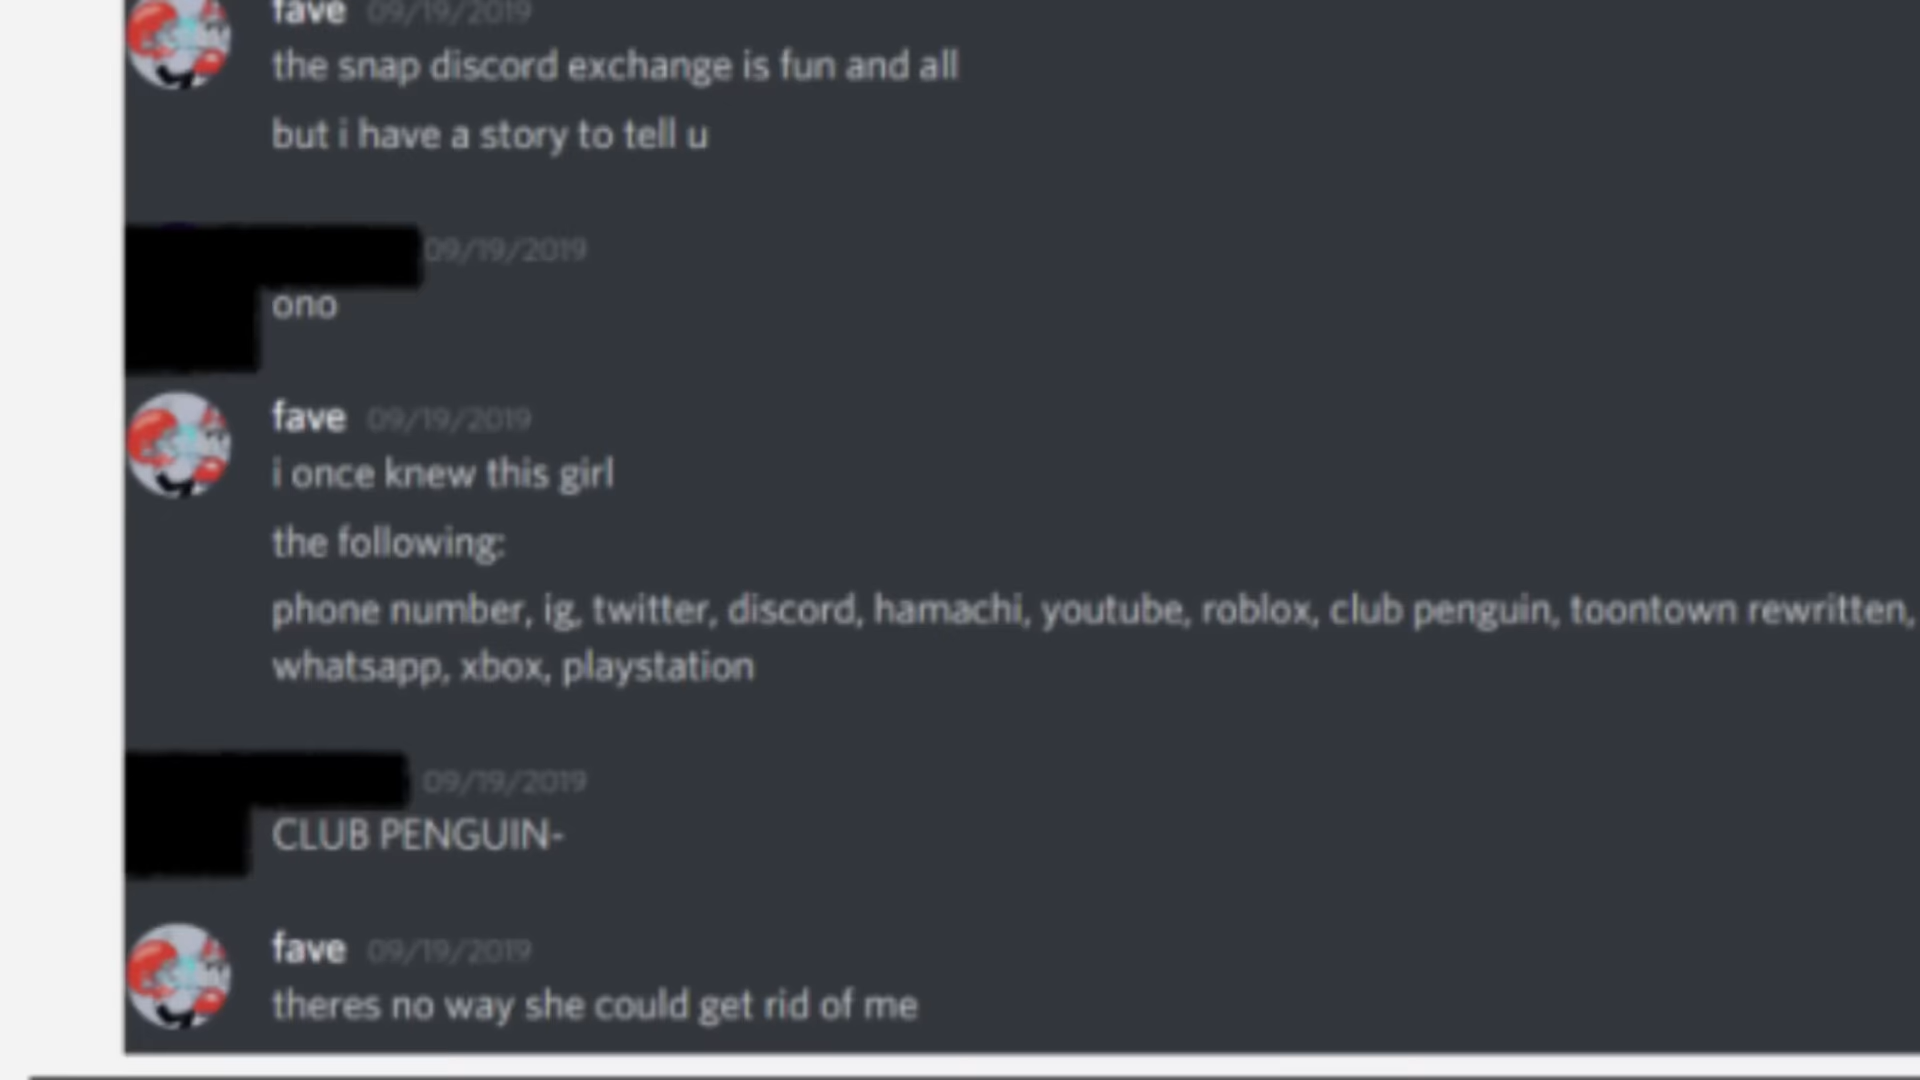 fave 09/19/2019
the snap discord exchange is fun and all
but i have a story to tell u
09/19/2019
ono
fave 09/19/2019
i once knew this girl
the following:
phone number, ig, twitter, discord, hamachi, youtube, roblox, club penguin, toontown rewritten,
whatsapp, xbox, playstation
09/19/2019
CLUB PENGUIN-
fave 09/19/2019
theres no way she could get rid of me